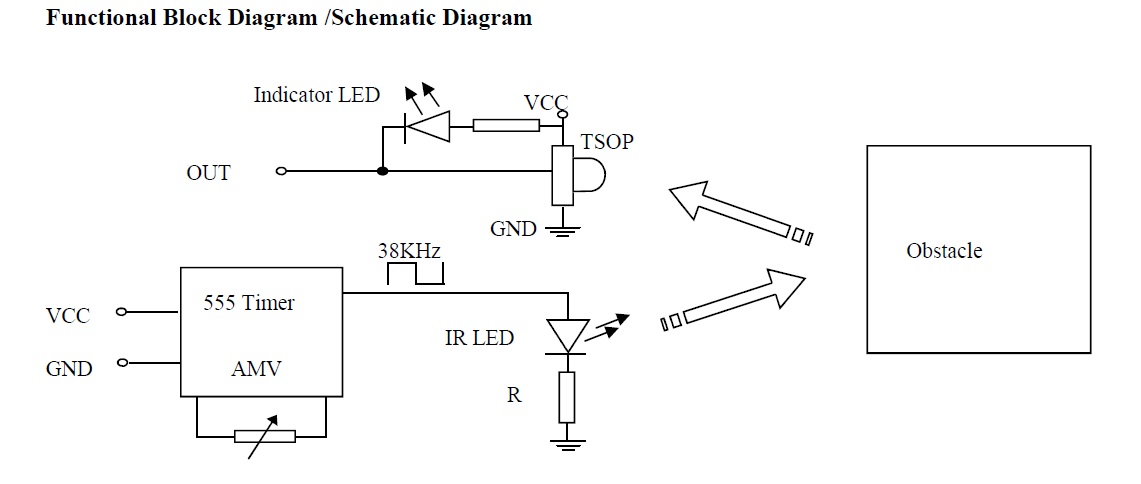 Functional Block Diagram /Schematic Diagram
Indicator LED
VCC
TSOP
OUT
GND
38KHz
Obstacle
555 Timer
VCC
IR LED
GND
AMV
R